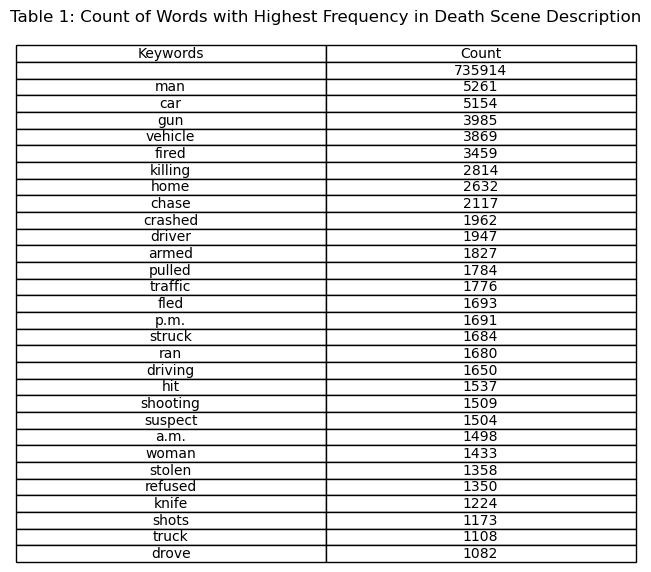 Table 1: Count of Words with Highest Frequency in Death Scene Description
Keywords Count
735914
man 5261
car 5154
gun 3985
vehicle 3869
fired 3459
killing 2814
home 2632
chase 2117
crashed 1962
driver 1947
armed 1827
pulled 1784
traffic 1776
fled 1693
p.m. 1691
struck 1684
ran 1680
driving 1650
hit 1537
shooting 1509
suspect 1504
a.m. 1498
woman 1433
stolen 1358
refused 1350
knife 1224
shots 1173
truck 1108
drove 1082